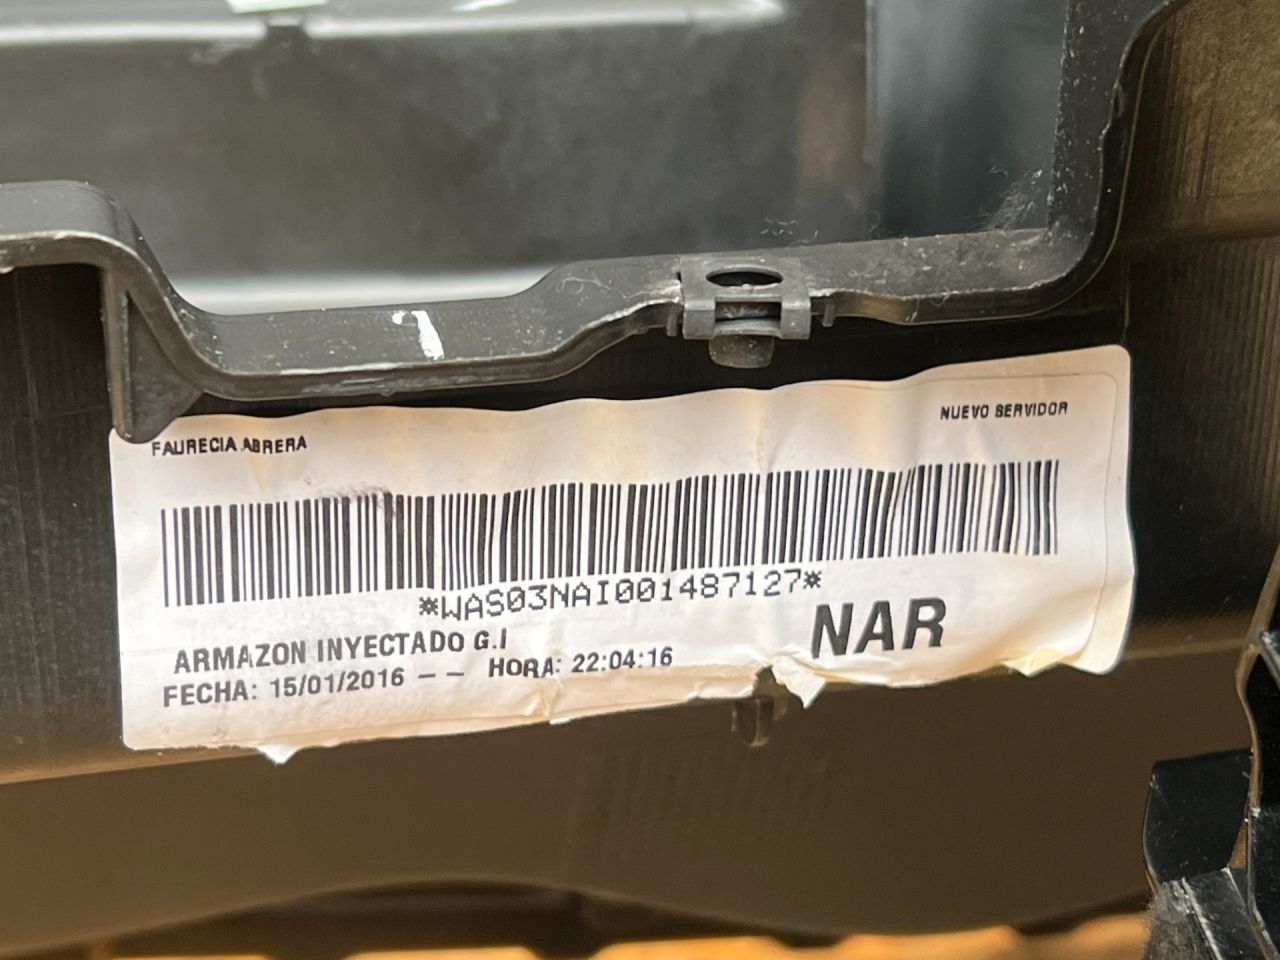 FAURECIA ABRERA
NUEVO SERVIDOR
*WAS03NAI001487127*
ARMAZON INYECTADO G.I
NAR
FECHA: 15/01/2016 -- HORA: 22:04:16